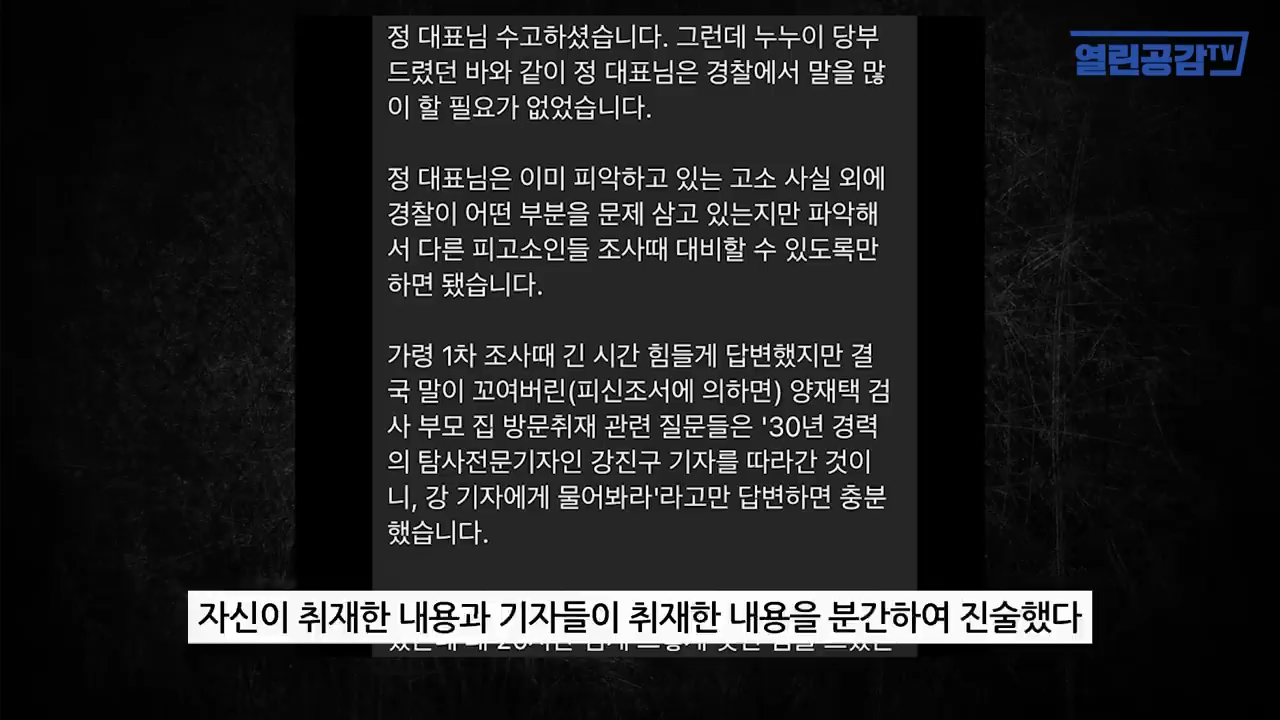 열린공감TV
정 대표님 수고하셨습니다. 그런데 누누이 당부
드렸던 바와 같이 정 대표님은 경찰에서 말을 많
이 할 필요가 없었습니다.
정 대표님은 이미 피악하고 있는 고소 사실 외에
경찰이 어떤 부분을 문제 삼고 있는지만 파악해
서 다른 피고소인들 조사때 대비할 수 있도록만
하면 됐습니다.
가령 1차 조사때 긴 시간 힘들게 답변했지만 결
국 말이 꼬여버린(피신조서에 의하면) 양재택 검
사 부모 집 방문취재 관련 질문들은 '30년 경력
의 탐사전문기자인 강진구 기자를 따라간 것이
니, 강 기자에게 물어봐라'라고만 답변하면 충분
했습니다.
자신이 취재한 내용과 기자들이 취재한 내용을 분간하여 진술했다